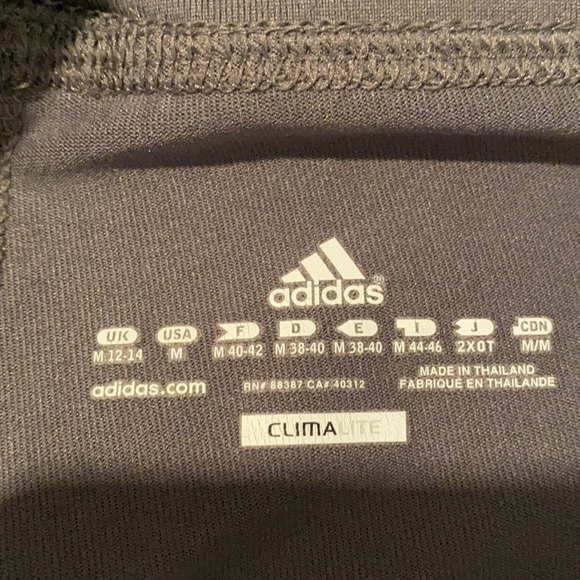 adidas®
UK USA F D E I J CDN
M 12-14 M M 40-42 M 38-40 M 38-40 M 44-46 2XOT M/M
MADE IN THAILAND
adidas.com RN# 88387 CA# 40312 FABRIQUÉ EN THAILANDE
CLIMALITE